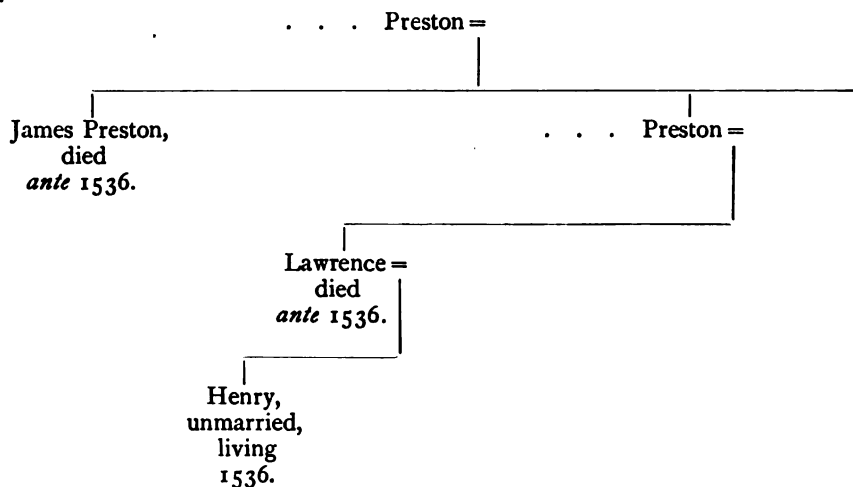 . . . Preston =
James Preston,
died
ante 1536.
. . . Preston =
Lawrence =
died
ante 1536.
Henry,
unmarried,
living
1536.